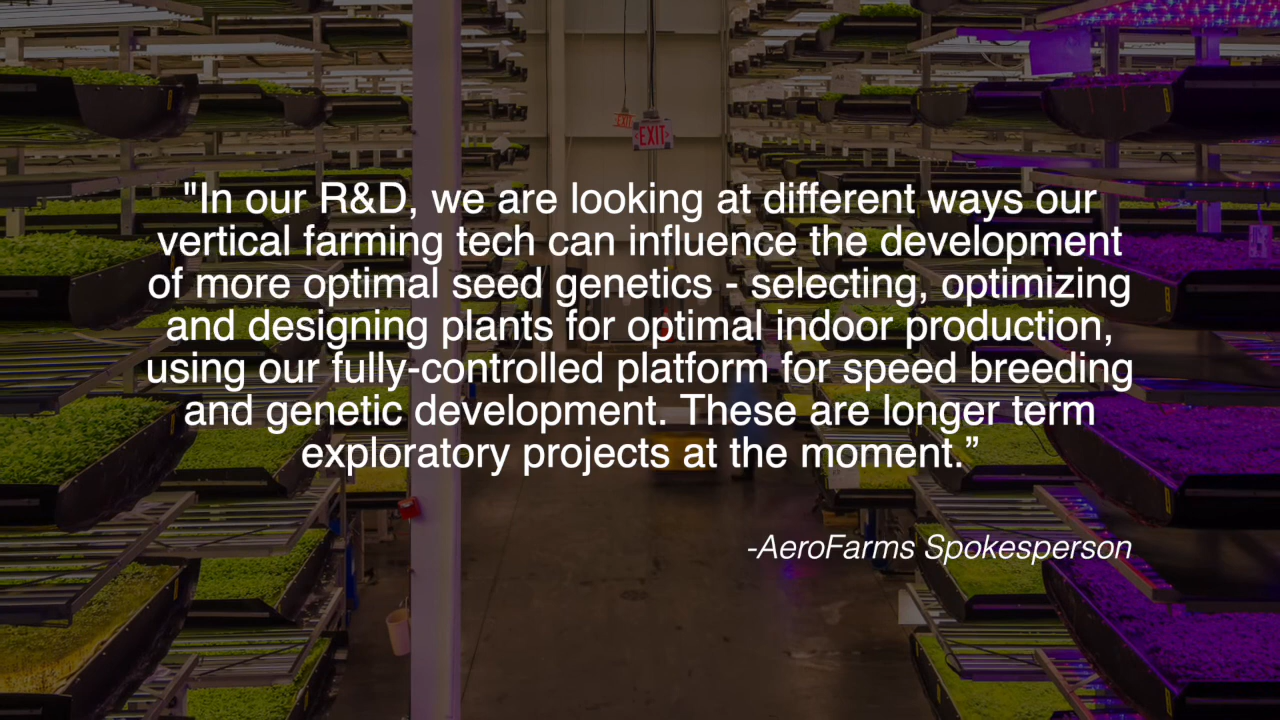 EXIT
EXIT
"In our R&D, we are looking at different ways our
vertical farming tech can influence the development
of more optimal seed genetics - selecting, optimizing
and designing plants for optimal indoor production,
using our fully-controlled platform for speed breeding
and genetic development. These are longer term
exploratory projects at the moment.”
-AeroFarms Spokesperson